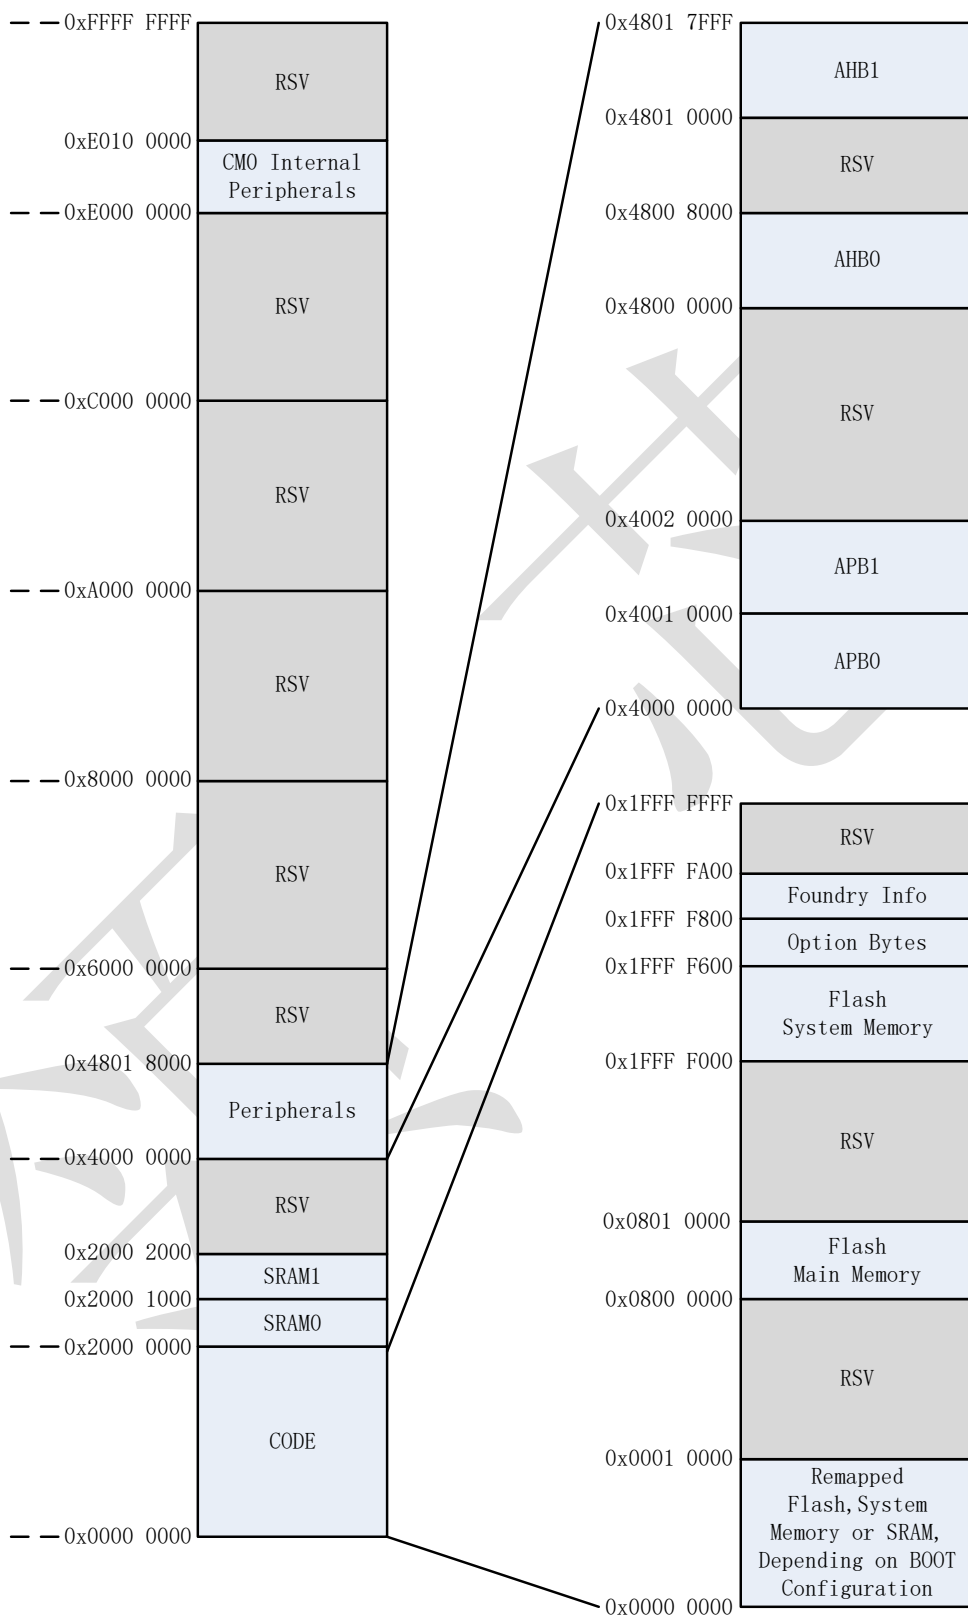 0xFFFF FFFF
RSV
0xE010 0000
CM0 Internal
Peripherals
0xE000 0000
RSV
0xC000 0000
RSV
0xA000 0000
RSV
0x8000 0000
RSV
0x6000 0000
RSV
0x4801 8000
Peripherals
0x4000 0000
RSV
0x2000 2000
SRAM1
0x2000 1000
SRAM0
0x2000 0000
CODE
0x0000 0000
0x4801 7FFF
AHB1
0x4801 0000
RSV
0x4800 8000
AHB0
0x4800 0000
RSV
0x4002 0000
APB1
0x4001 0000
APB0
0x4000 0000
0x1FFF FFFF
RSV
0x1FFF FA00
Foundry Info
0x1FFF F800
Option Bytes
0x1FFF F600
Flash
System Memory
0x1FFF F000
RSV
0x0801 0000
Flash
Main Memory
0x0800 0000
RSV
0x0001 0000
Remapped
Flash,System
Memory or SRAM,
Depending on BOOT
Configuration
0x0000 0000